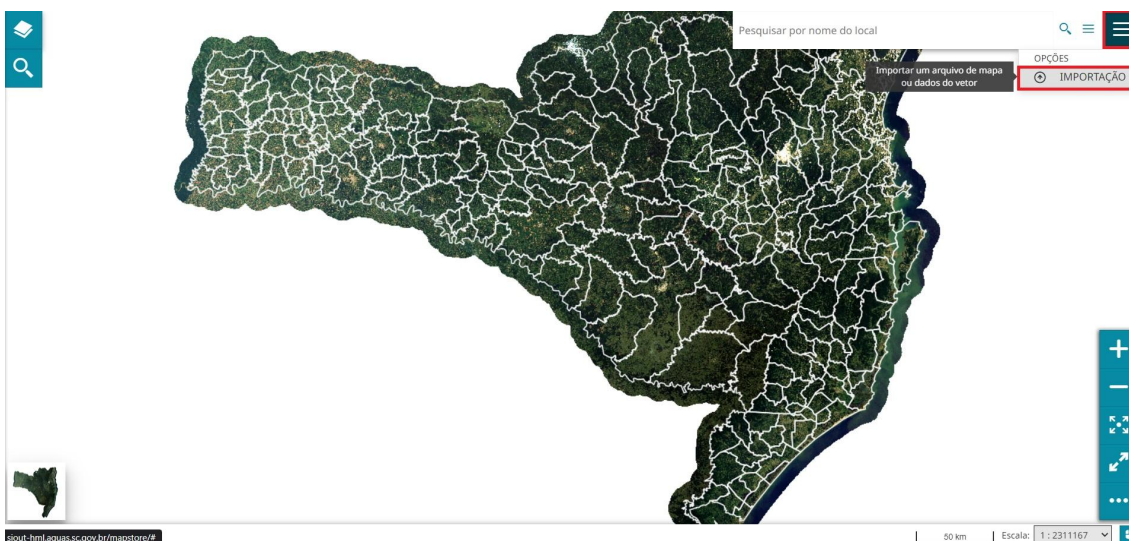 Pesquisar por nome do local
OPÇÕES
Importar um arquivo de mapa
ou dados do vetor
IMPORTAÇÃO
siout-hml.aguas.sc.gov.br/mapstore/#
50 km
Escala:
1 : 2311167